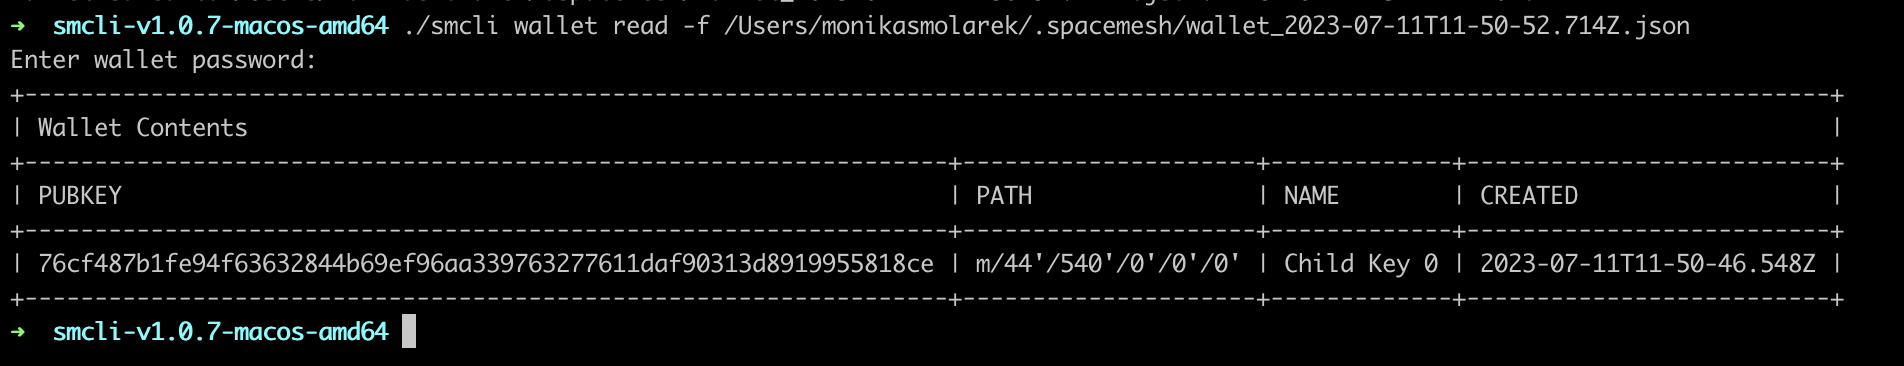 ➜ smcli-v1.0.7-macos-amd64 ./smcli wallet read -f /Users/monikasmolarek/.spacemesh/wallet_2023-07-11T11-50-52.714Z.json
Enter wallet password:
+---------------------------------------------------------------------------------------------------------------------------------+
| Wallet Contents |
+------------------------------------------------------------------+---------------------+-------------+--------------------------+
| PUBKEY | PATH | NAME | CREATED |
+------------------------------------------------------------------+---------------------+-------------+--------------------------+
| 76cf487b1fe94f63632844b69ef96aa339763277611daf90313d8919955818ce | m/44'/540'/0'/0'/0' | Child Key 0 | 2023-07-11T11-50-46.548Z |
+------------------------------------------------------------------+---------------------+-------------+--------------------------+
➜ smcli-v1.0.7-macos-amd64